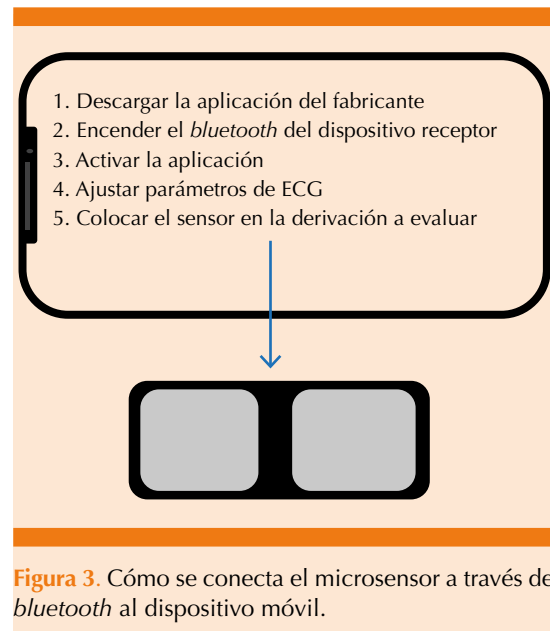 1. Descargar la aplicación del fabricante
2. Encender el bluetooth del dispositivo receptor
3. Activar la aplicación
4. Ajustar parámetros de ECG
5. Colocar el sensor en la derivación a evaluar
Figura 3. Cómo se conecta el microsensor a través de
bluetooth al dispositivo móvil.